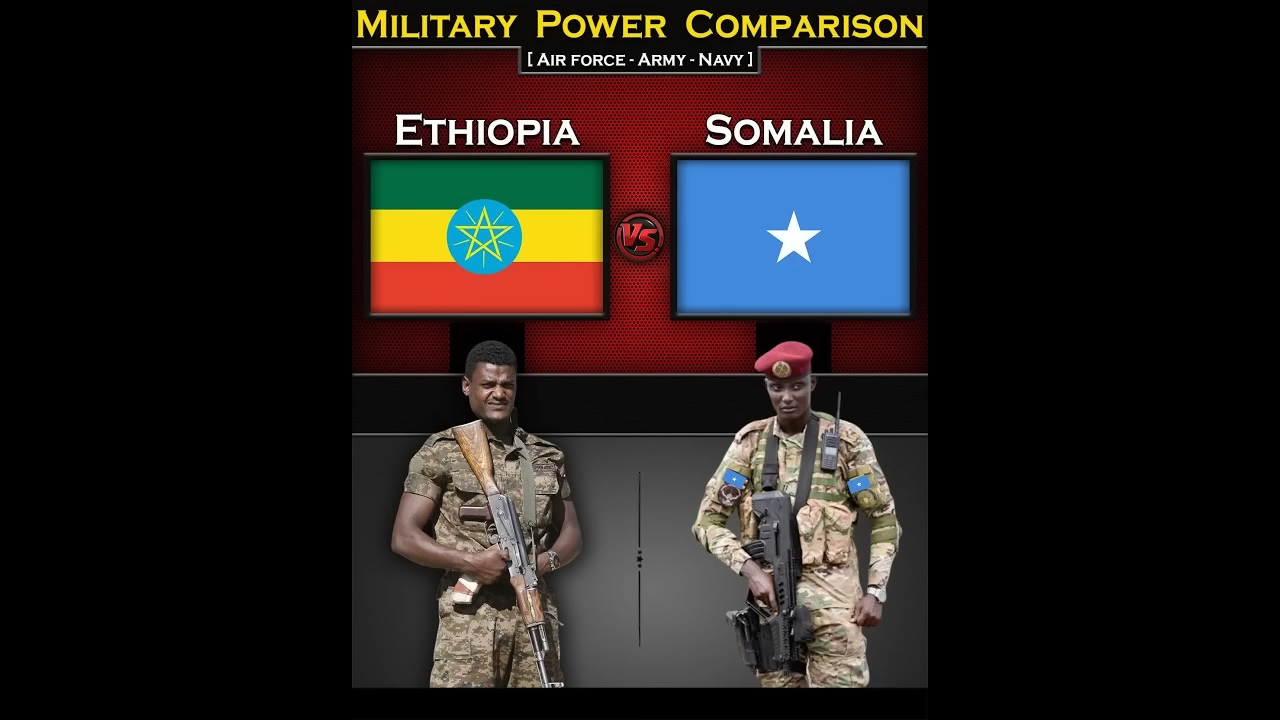 Military Power Comparison
[ Air force - Army - Navy ]
Ethiopia
Somalia
VS